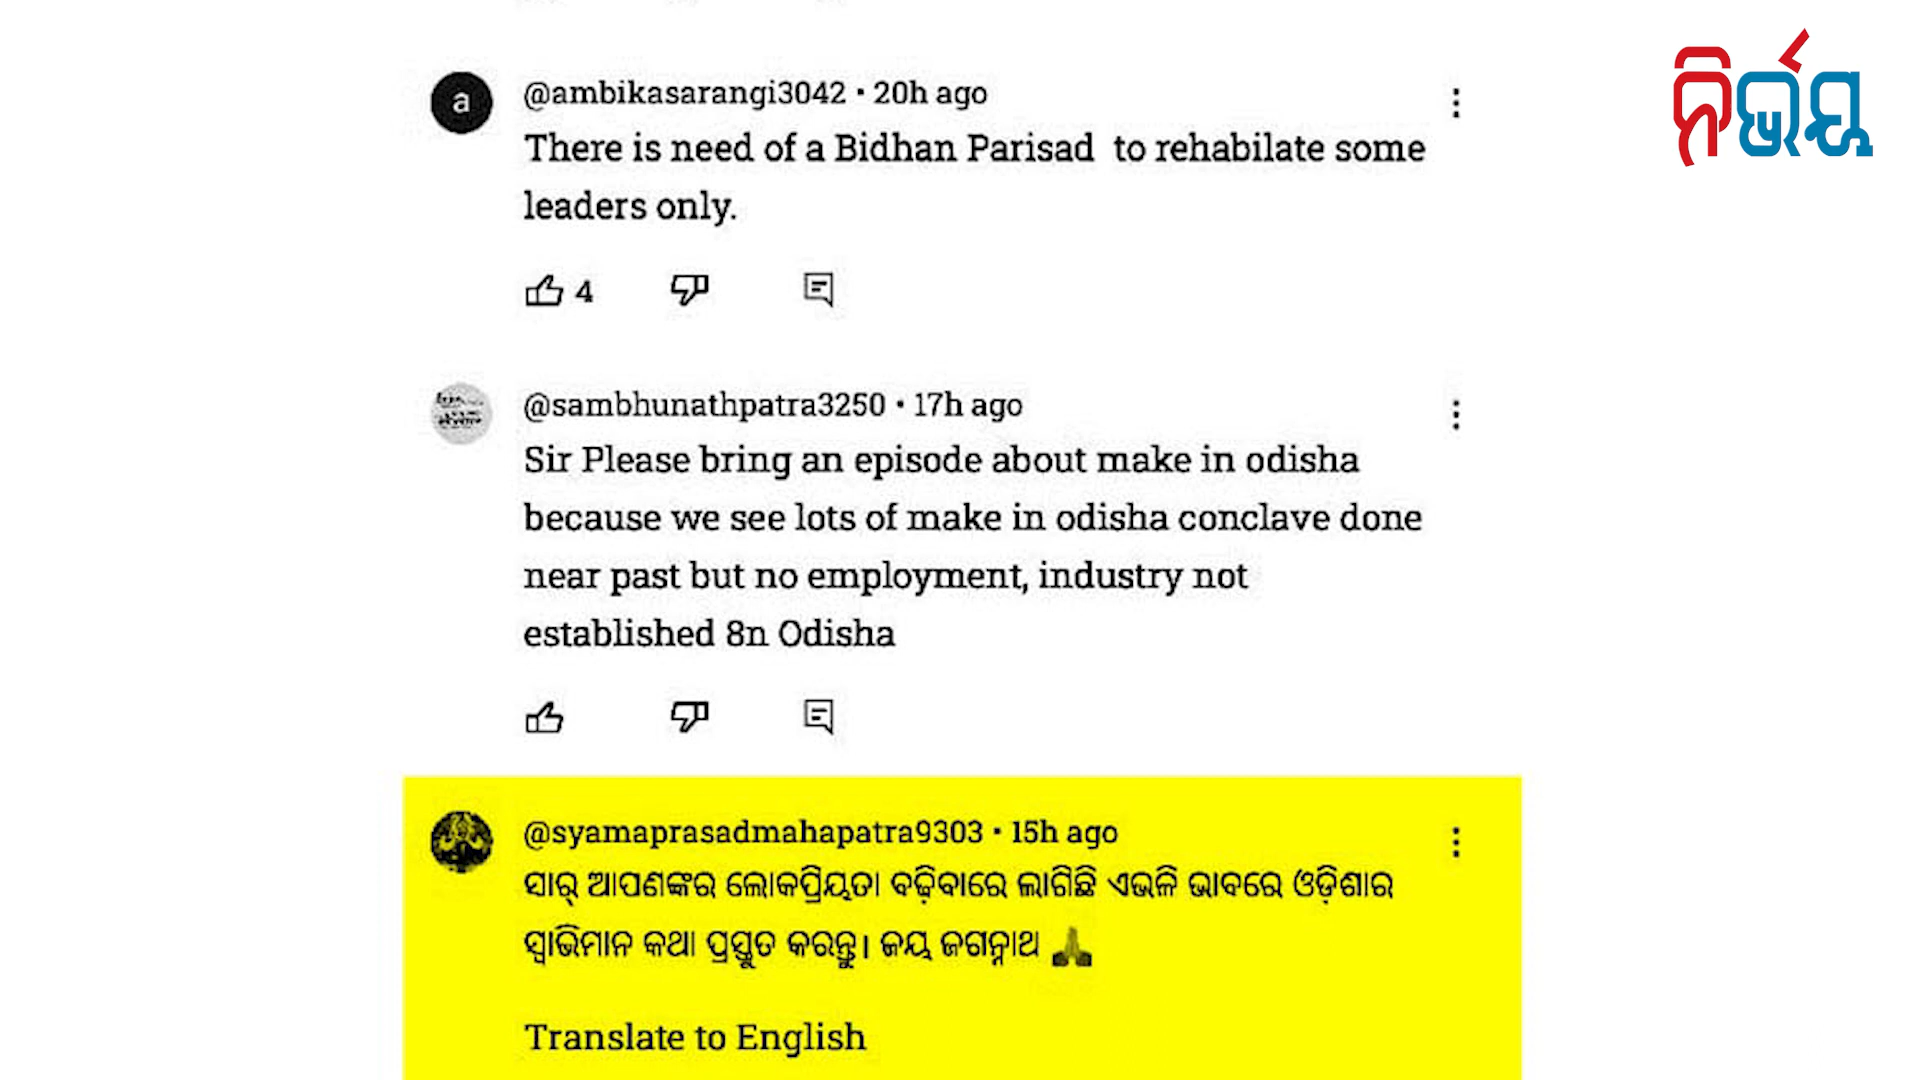 ନିର୍ଭୟ
@ambikasarangi3042 • 20h ago
There is need of a Bidhan Parisad to rehabilate some
leaders only.
4
@sambhunathpatra3250 • 17h ago
Sir Please bring an episode about make in odisha
because we see lots of make in odisha conclave done
near past but no employment, industry not
established 8n Odisha
@syamaprasadmahapatra9303 • 15h ago
ସାର୍ ଆପଣଙ୍କର ଲୋକପ୍ରିୟତା ବଢ଼ିବାରେ ଲାଗିଛି ଏଭଳି ଭାବରେ ଓଡ଼ିଶାର
ସ୍ୱାଭିମାନ କଥା ପ୍ରସ୍ତୁତ କରନ୍ତୁ। ଜୟ ଜଗନ୍ନାଥ 🙏
Translate to English